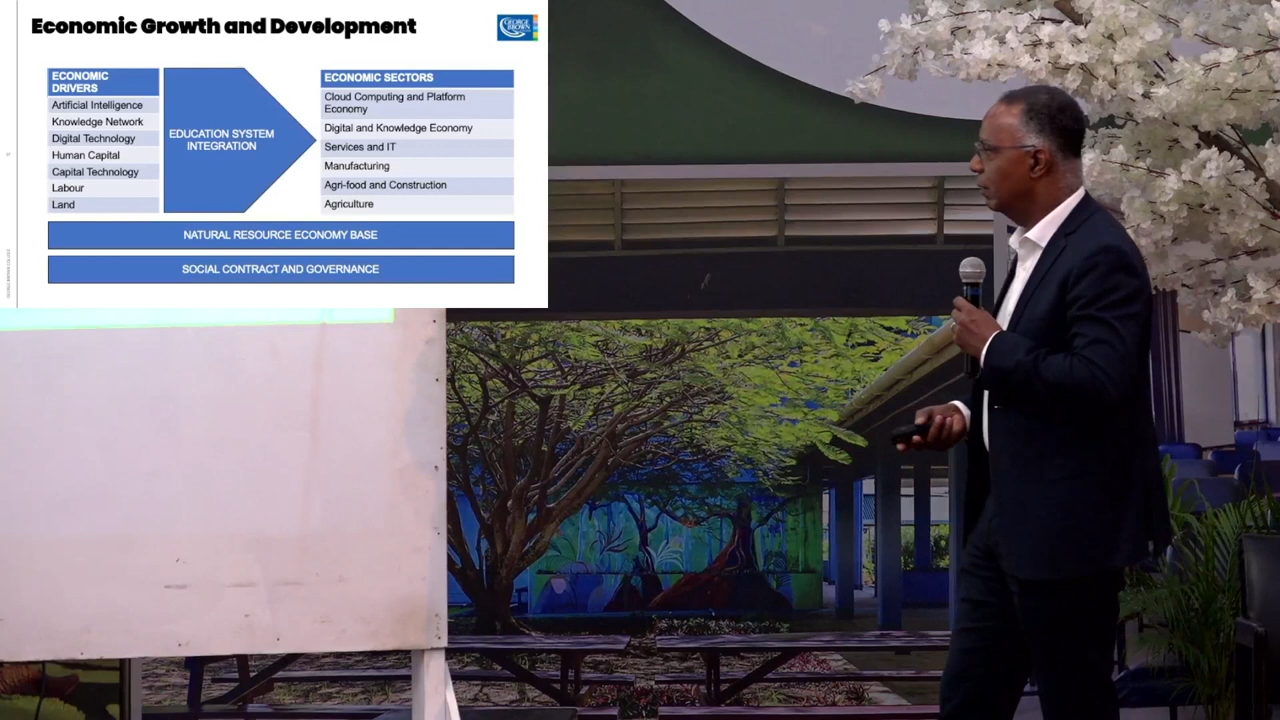 Economic Growth and Development
GEORGE
BROWN
ECONOMIC
DRIVERS
Artificial Intelligence
Knowledge Network
Digital Technology
Human Capital
Capital Technology
Labour
Land
EDUCATION SYSTEM
INTEGRATION
ECONOMIC SECTORS
Cloud Computing and Platform
Economy
Digital and Knowledge Economy
Services and IT
Manufacturing
Agri-food and Construction
Agriculture
NATURAL RESOURCE ECONOMY BASE
SOCIAL CONTRACT AND GOVERNANCE